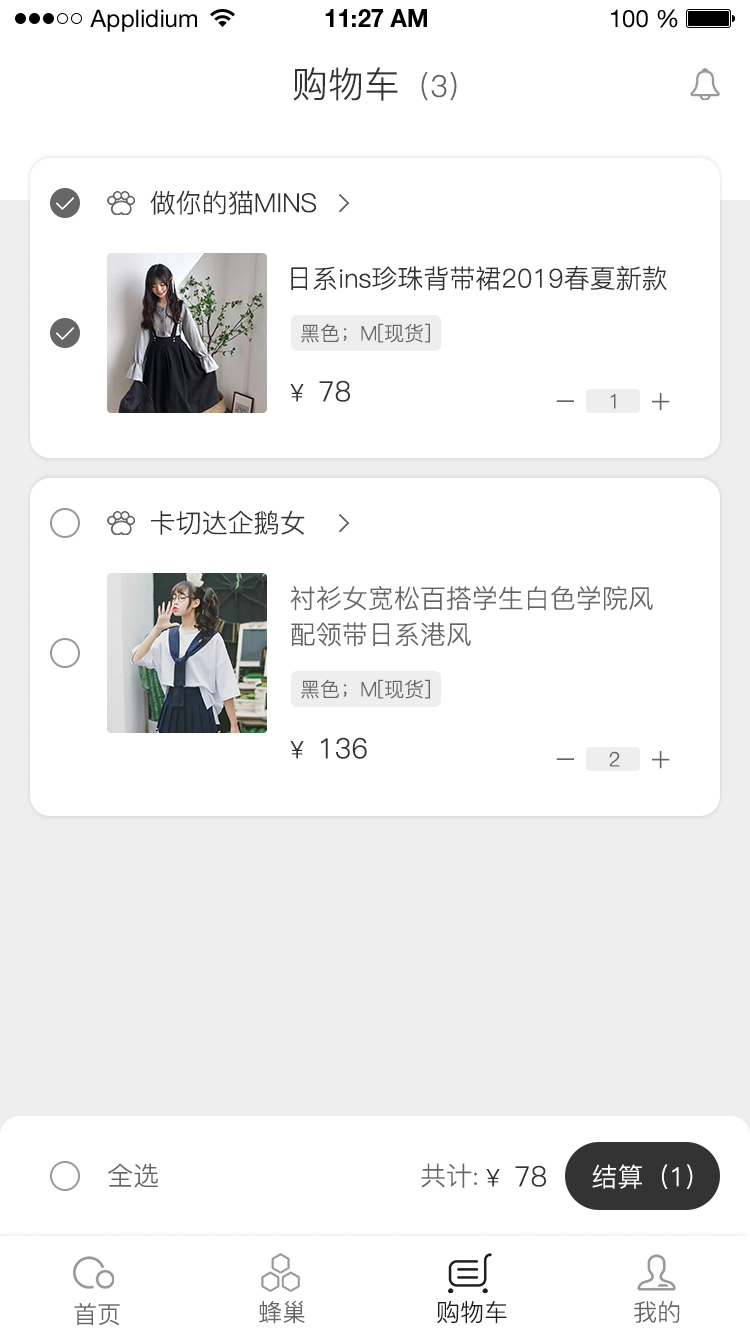 Applidium 11:27 AM 100 %
购物车（3）
做你的猫MINS
日系ins珍珠背带裙2019春夏新款
黑色；M[现货]
¥ 78
1
卡切达企鹅女
衬衫女宽松百搭学生白色学院风
配领带日系港风
黑色；M[现货]
¥ 136
2
全选 共计: ¥ 78 结算（1）
首页 蜂巢 购物车 我的